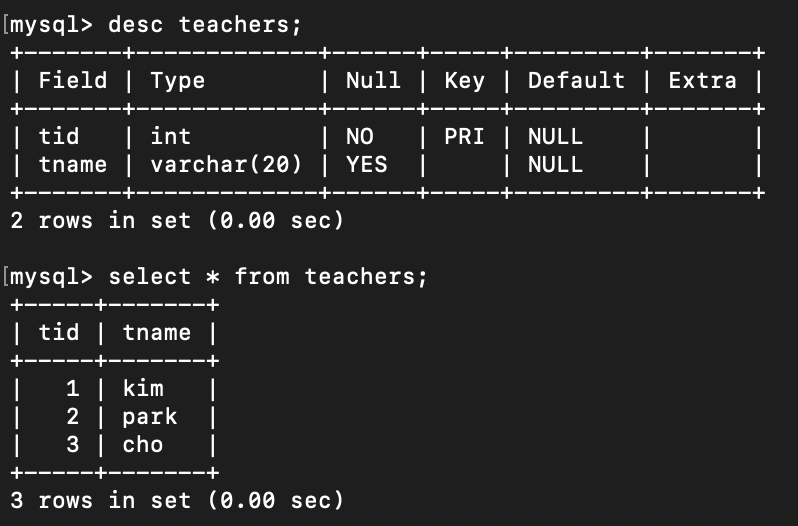 [mysql> desc teachers;
+--------+-------------+------+-----+---------+-------+
| Field  | Type        | Null | Key | Default | Extra |
+--------+-------------+------+-----+---------+-------+
| tid    | int         | NO   | PRI | NULL    |       |
| tname  | varchar(20) | YES  |     | NULL    |       |
+--------+-------------+------+-----+---------+-------+
2 rows in set (0.00 sec)
[mysql> select * from teachers;
+-----+-------+
| tid | tname |
+-----+-------+
|   1 | kim   |
|   2 | park  |
|   3 | cho   |
+-----+-------+
3 rows in set (0.00 sec)